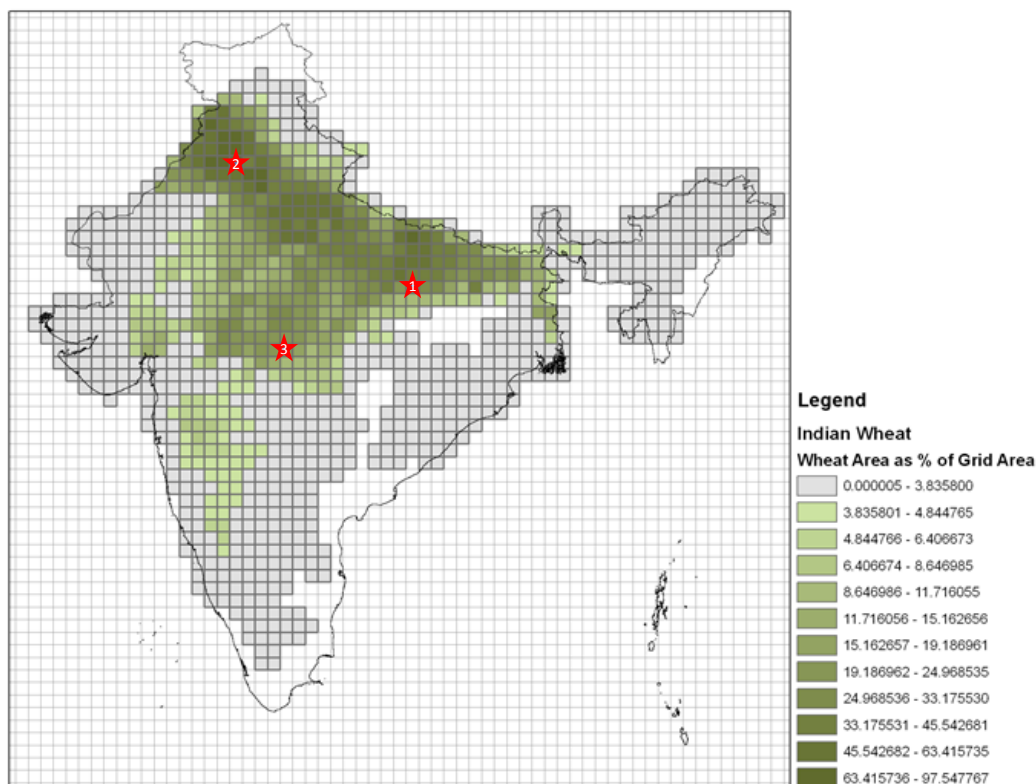 2
1
3
Legend
Indian Wheat
Wheat Area as % of Grid Area
0.000005 - 3.835800
3.835801 - 4.844765
4.844766 - 6.406673
6.406674 - 8.646985
8.646986 - 11.716055
11.716056 - 15.162656
15.162657 - 19.186961
19.186962 - 24.968535
24.968536 - 33.175530
33.175531 - 45.542681
45.542682 - 63.415735
63.415736 - 97.547767